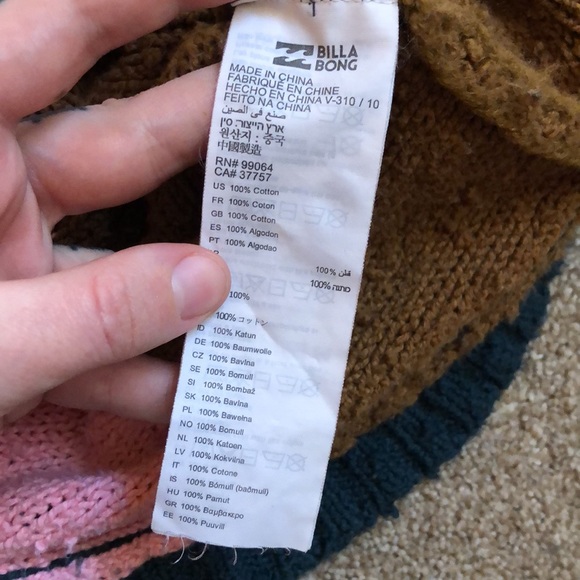 BILLA
BONG
MADE IN CHINA
FABRIQUÉ EN CHINE
HECHO EN CHINA V-310 / 10
FEITO NA CHINA
صنع في الصين
ארץ הייצור: סין
원산지 : 중국
中國製造
RN# 99064
CA# 37757
US 100% Cotton
FR 100% Coton
GB 100% Cotton
ES 100% Algodon
PT 100% Algodao
100% قطن
100% כותנה
100%
100% コットン
ID 100% Katun
DE 100% Baumwolle
CZ 100% Bavlna
SE 100% Bomull
SI 100% Bombaž
SK 100% Bavlna
PL 100% Bawełna
NO 100% Bomull
NL 100% Katoen
LV 100% Kokvilna
IT 100% Cotone
IS 100% Bómull (baðmull)
HU 100% Pamut
GR 100% Βαμβακερο
EE 100% Puuvill